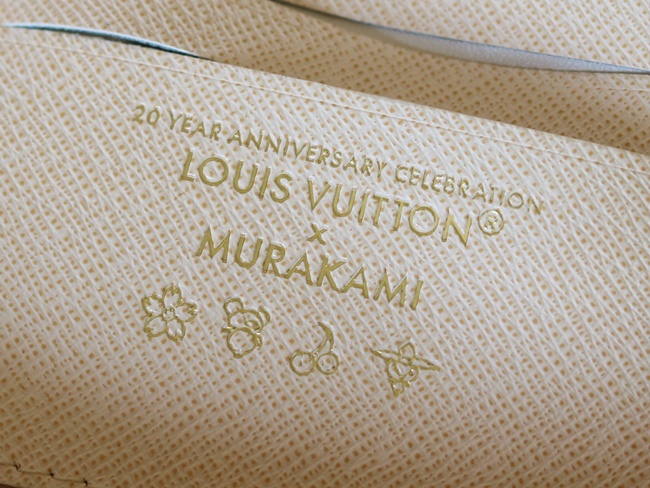 20 YEAR ANNIVERSARY CELEBRATION
LOUIS VUITTON®
x
MURAKAMI